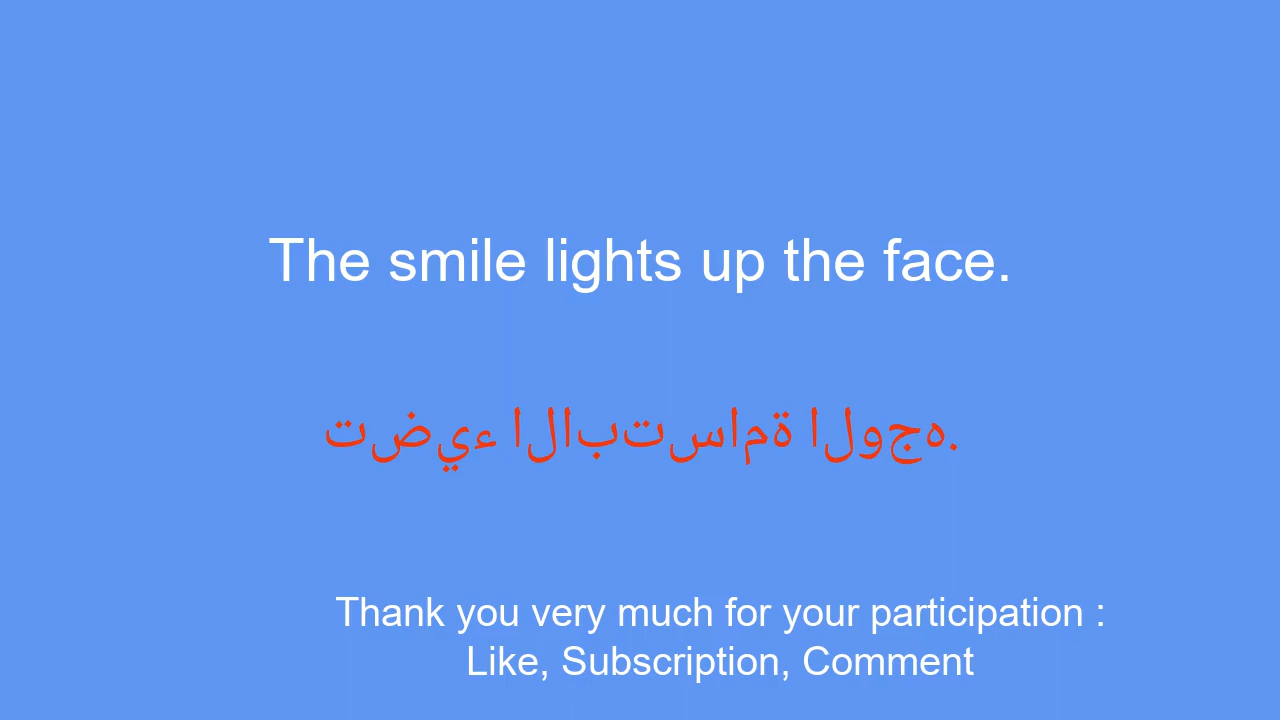 The smile lights up the face.
تضيء الابتسامة الوجه.
Thank you very much for your participation :
Like, Subscription, Comment